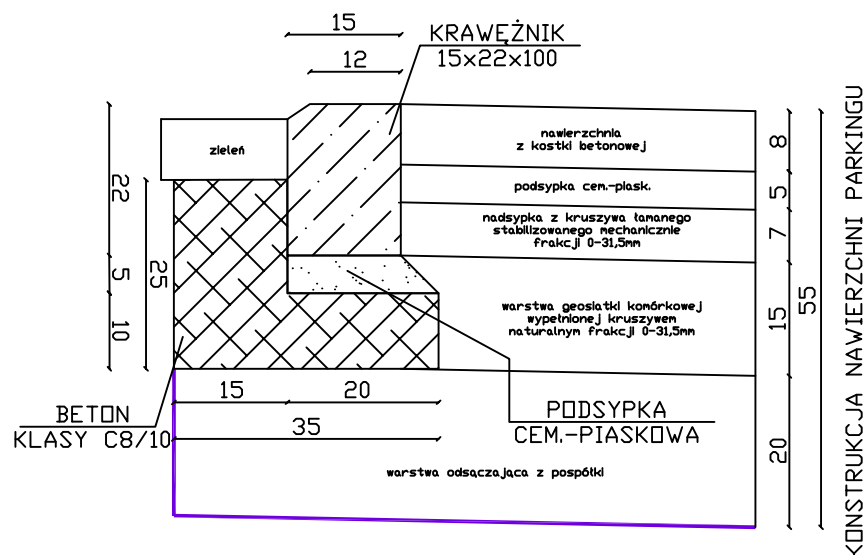 15
12
KRAWĘŻNIK
15x22x100
zieleń
nawierzchnia
z kostki betonowej
podsypka cem.-piask.
nadsypka z kruszywa łamanego
stabilizowanego mechanicznie
frakcji 0-31,5mm
warstwa geosiatki komórkowej
wypełnionej kruszywem
naturalnym frakcji 0-31,5mm
22
5
10
25
15
20
35
BETON
KLASY C8/10
PODSYPKA
CEM.-PIASKOWA
warstwa odsączająca z pospółki
8
5
7
15
20
55
KONSTRUKCJA NAWIERZCHNI PARKINGU